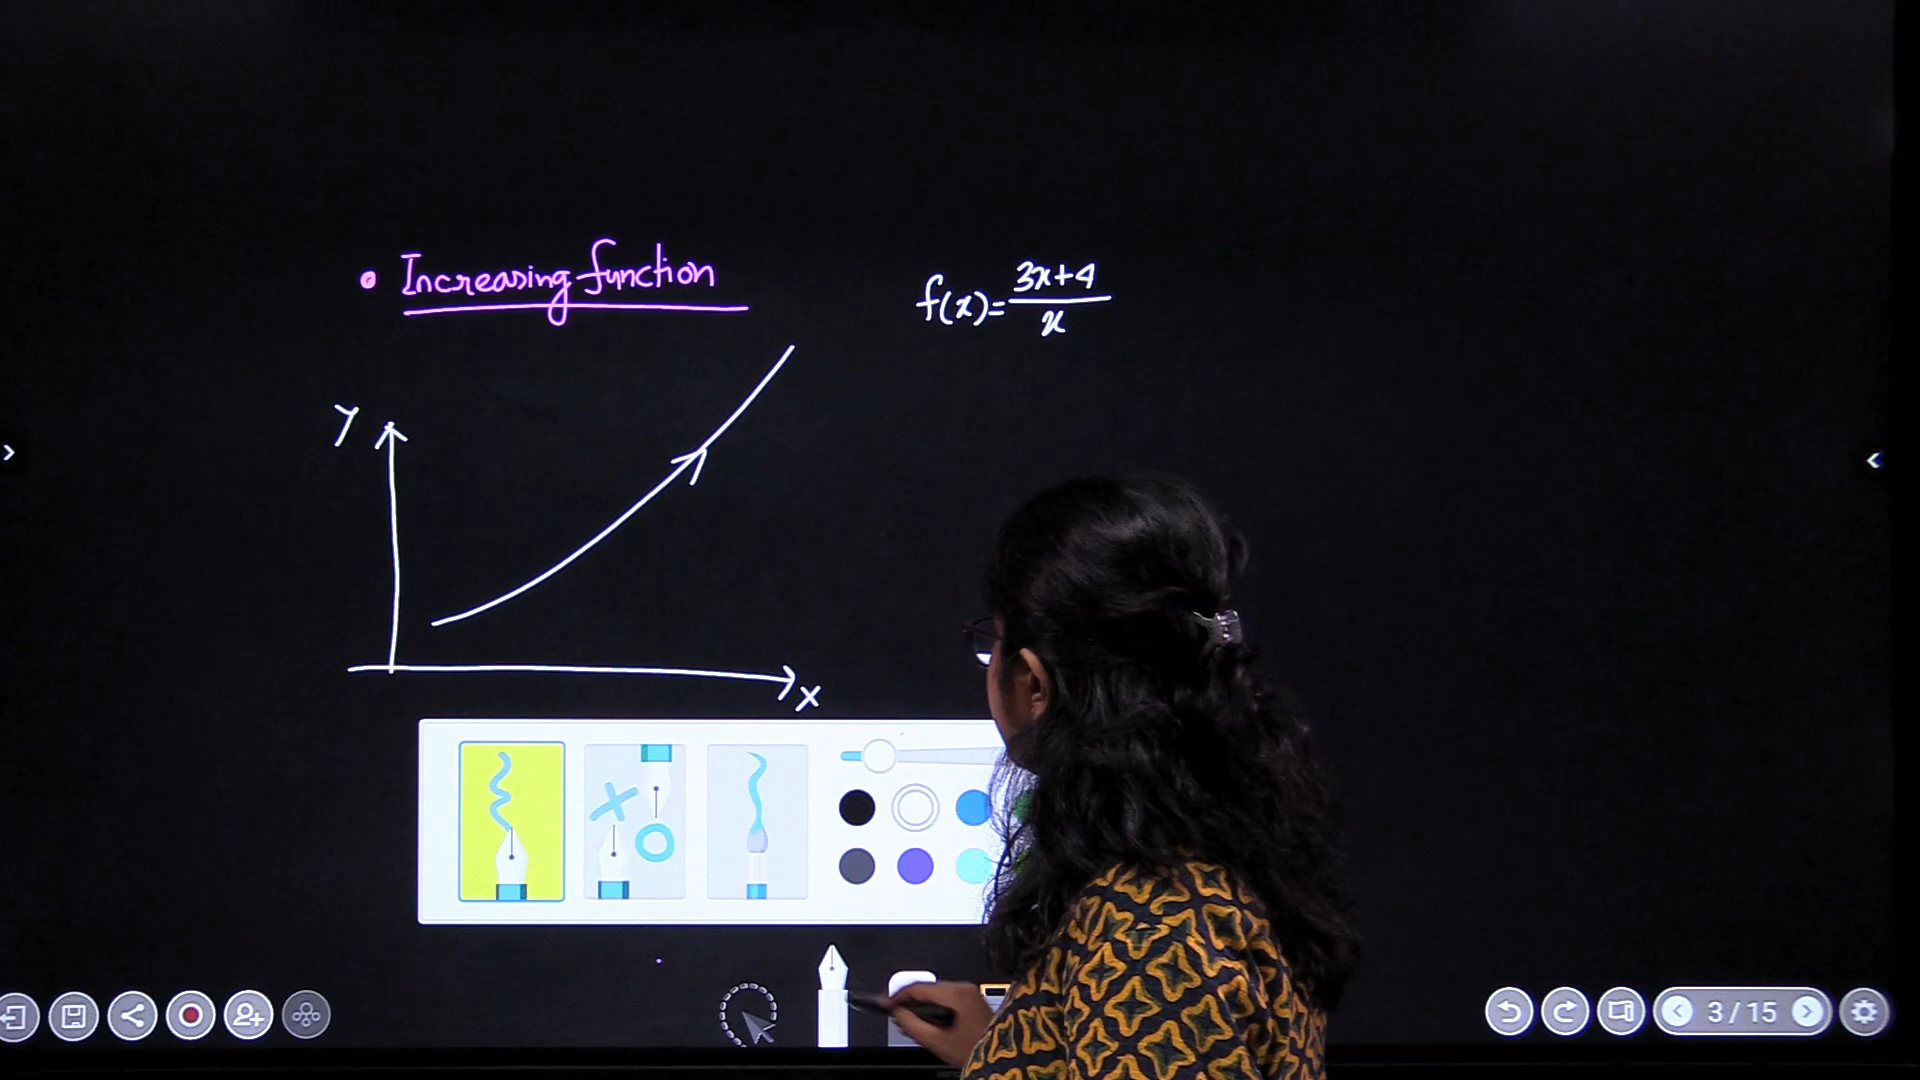 • Increasing function
f(x)= 3x+4
x
y
x
3/15